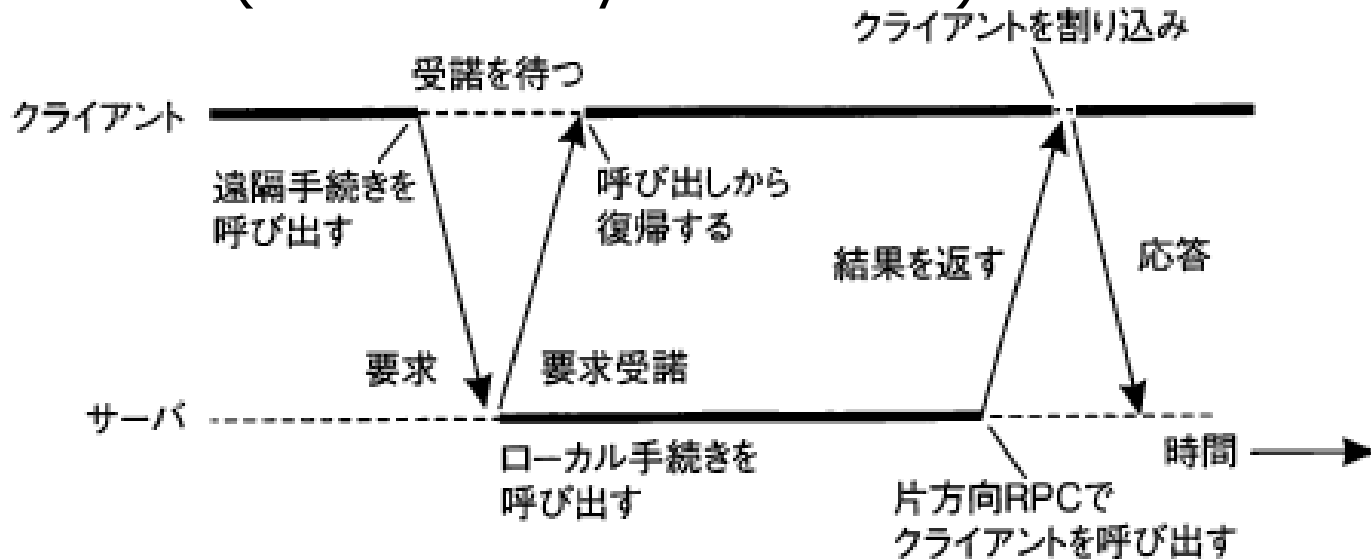 クライアントを割り込み
受諾を待つ
クライアント
遠隔手続きを
呼び出す
呼び出しから
復帰する
結果を返す
応答
要求
要求受諾
サーバ
ローカル手続きを
呼び出す
時間
片方向RPCで
クライアントを呼び出す